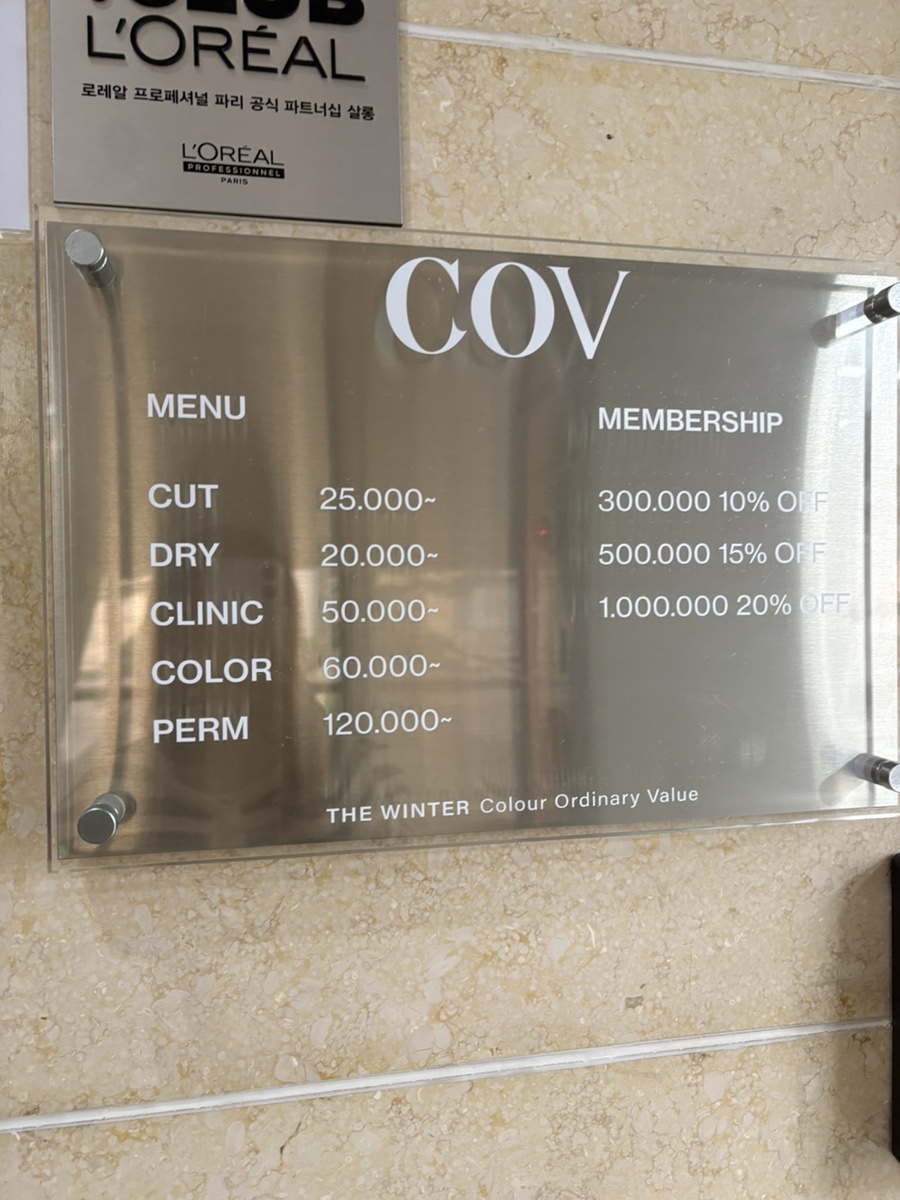 CLUB
L'ORÉAL
로레알 프로페셔널 파리 공식 파트너십 살롱
L'ORÉAL
PROFESSIONNEL
PARIS
COV
MENU
CUT 25.000~
DRY 20.000~
CLINIC 50.000~
COLOR 60.000~
PERM 120.000~
MEMBERSHIP
300.000 10% OFF
500.000 15% OFF
1.000.000 20% OFF
THE WINTER Colour Ordinary Value